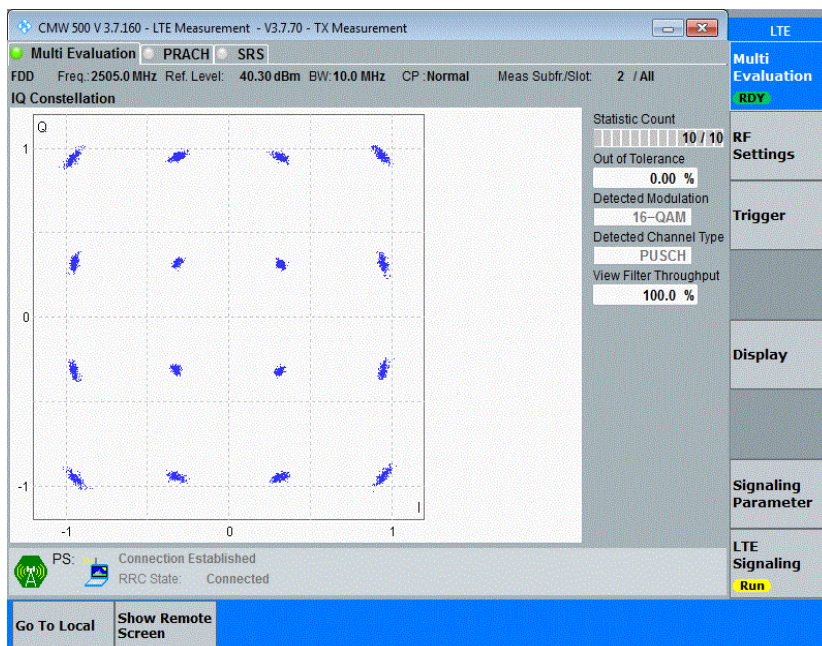 CMW 500 V 3.7.160 - LTE Measurement - V3.7.70 - TX Measurement
LTE
Multi Evaluation PRACH SRS
Multi
Evaluation
RDY
FDD Freq.: 2505.0 MHz Ref. Level: 40.30 dBm BW: 10.0 MHz CP : Normal Meas Subfr./Slot: 2 / All
IQ Constellation
Q
1
0
-1
I
-1 0 1
Statistic Count
10 / 10
Out of Tolerance
0.00 %
Detected Modulation
16-QAM
Detected Channel Type
PUSCH
View Filter Throughput
100.0 %
RF
Settings
Trigger
Display
Signaling
Parameter
LTE
Signaling
Run
PS: Connection Established
RRC State: Connected
Go To Local
Show Remote
Screen